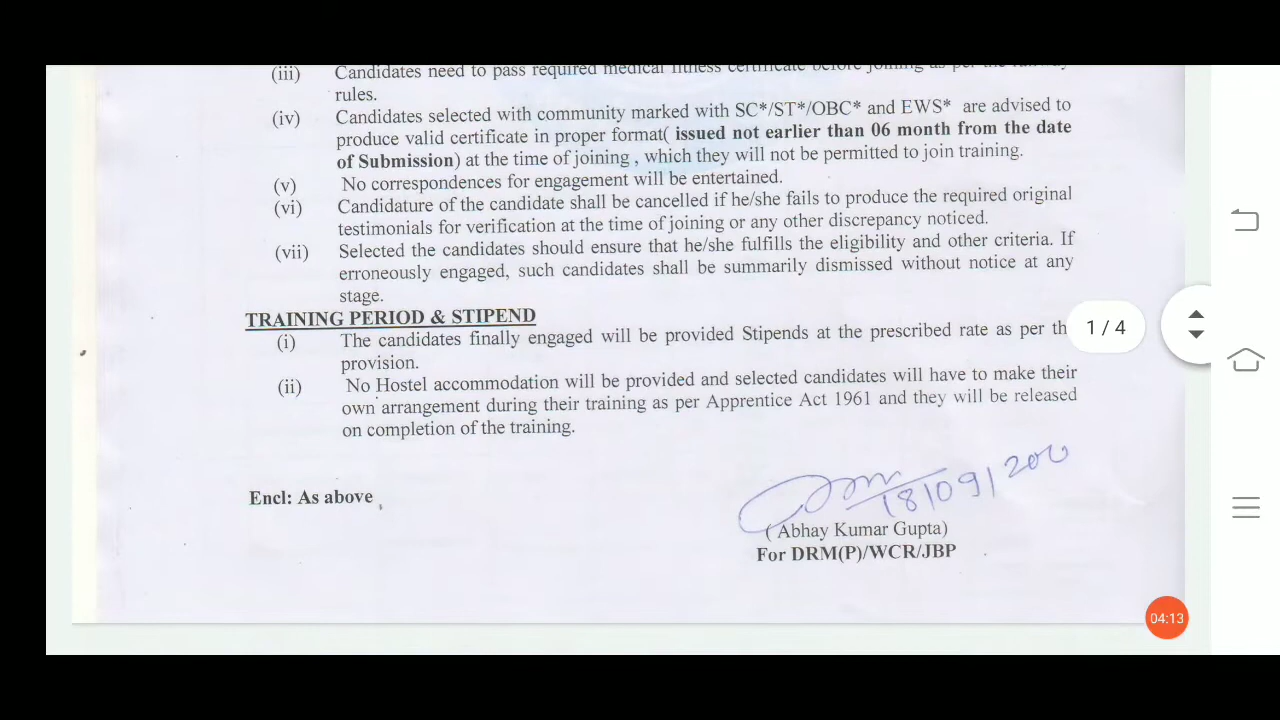 (iii) Candidates need to pass required medical fitness certificate before joining as per the railway
rules.
(iv) Candidates selected with community marked with SC*/ST*/OBC* and EWS* are advised to
produce valid certificate in proper format( issued not earlier than 06 month from the date
of Submission) at the time of joining , which they will not be permitted to join training.
(v) No correspondences for engagement will be entertained.
(vi) Candidature of the candidate shall be cancelled if he/she fails to produce the required original
testimonials for verification at the time of joining or any other discrepancy noticed.
(vii) Selected the candidates should ensure that he/she fulfills the eligibility and other criteria. If
erroneously engaged, such candidates shall be summarily dismissed without notice at any
stage.
TRAINING PERIOD & STIPEND
(i) The candidates finally engaged will be provided Stipends at the prescribed rate as per th
provision.
1 / 4
(ii) No Hostel accommodation will be provided and selected candidates will have to make their
own arrangement during their training as per Apprentice Act 1961 and they will be released
on completion of the training.
18/09/200
Encl: As above
( Abhay Kumar Gupta)
For DRM(P)/WCR/JBP
04:13